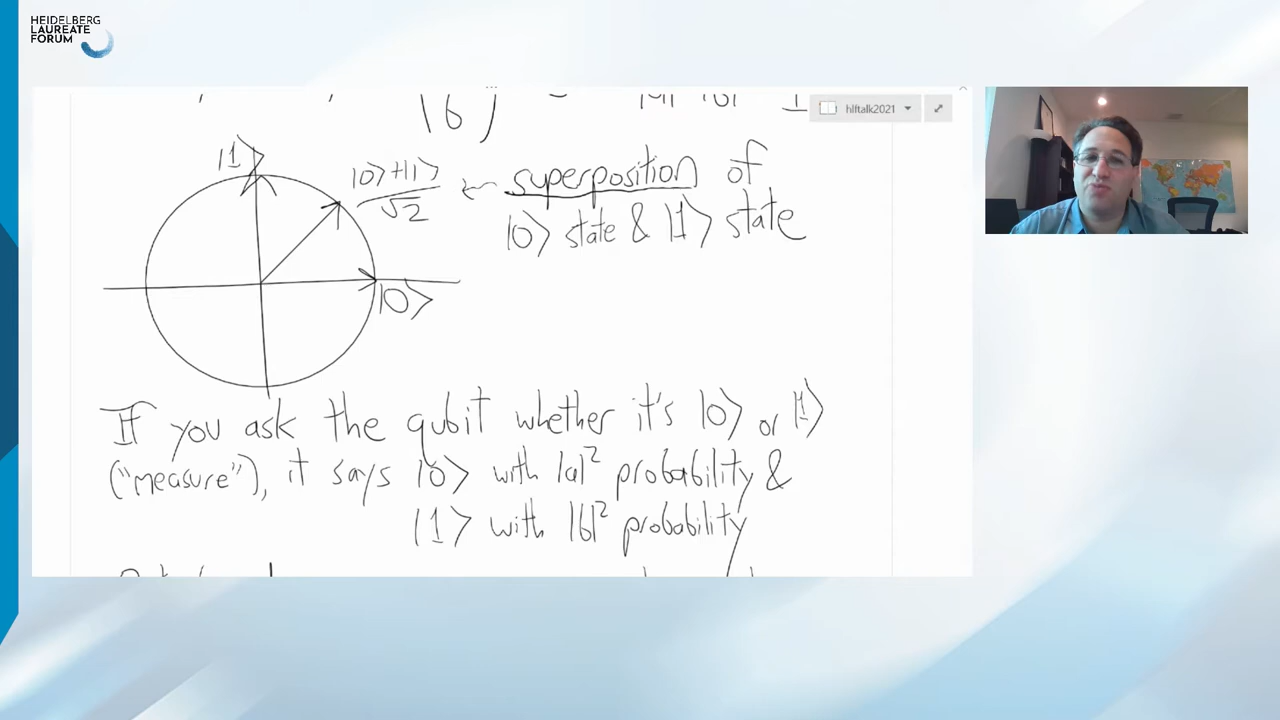 HEIDELBERG
LAUREATE
FORUM
hlftalk2021
|1⟩
|0⟩+|1⟩
√2
← superposition of
|0⟩ state & |1⟩ state
|0⟩
If you ask the qubit whether it's |0⟩ or |1⟩
("measure"), it says |0⟩ with |a|² probability &
|1⟩ with |b|² probability